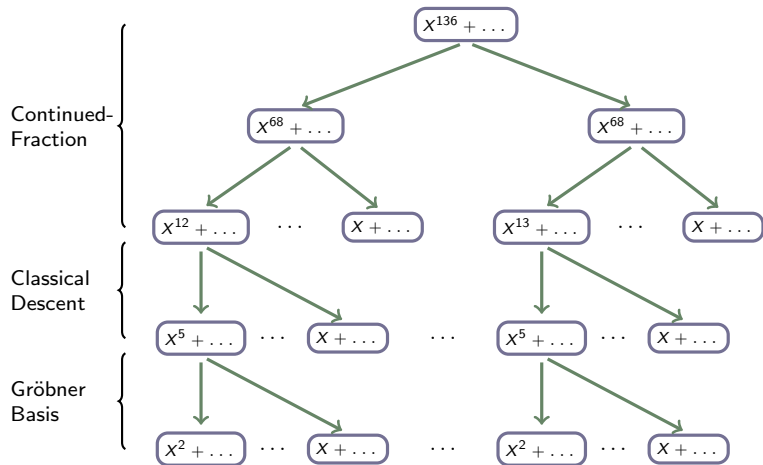 X^136 + ...
Continued-
Fraction
X^68 + ... X^68 + ...
X^12 + ... ... X + ... X^13 + ... ... X + ...
Classical
Descent
X^5 + ... ... X + ... ... X^5 + ... ... X + ...
Gröbner
Basis
X^2 + ... ... X + ... ... X^2 + ... ... X + ...